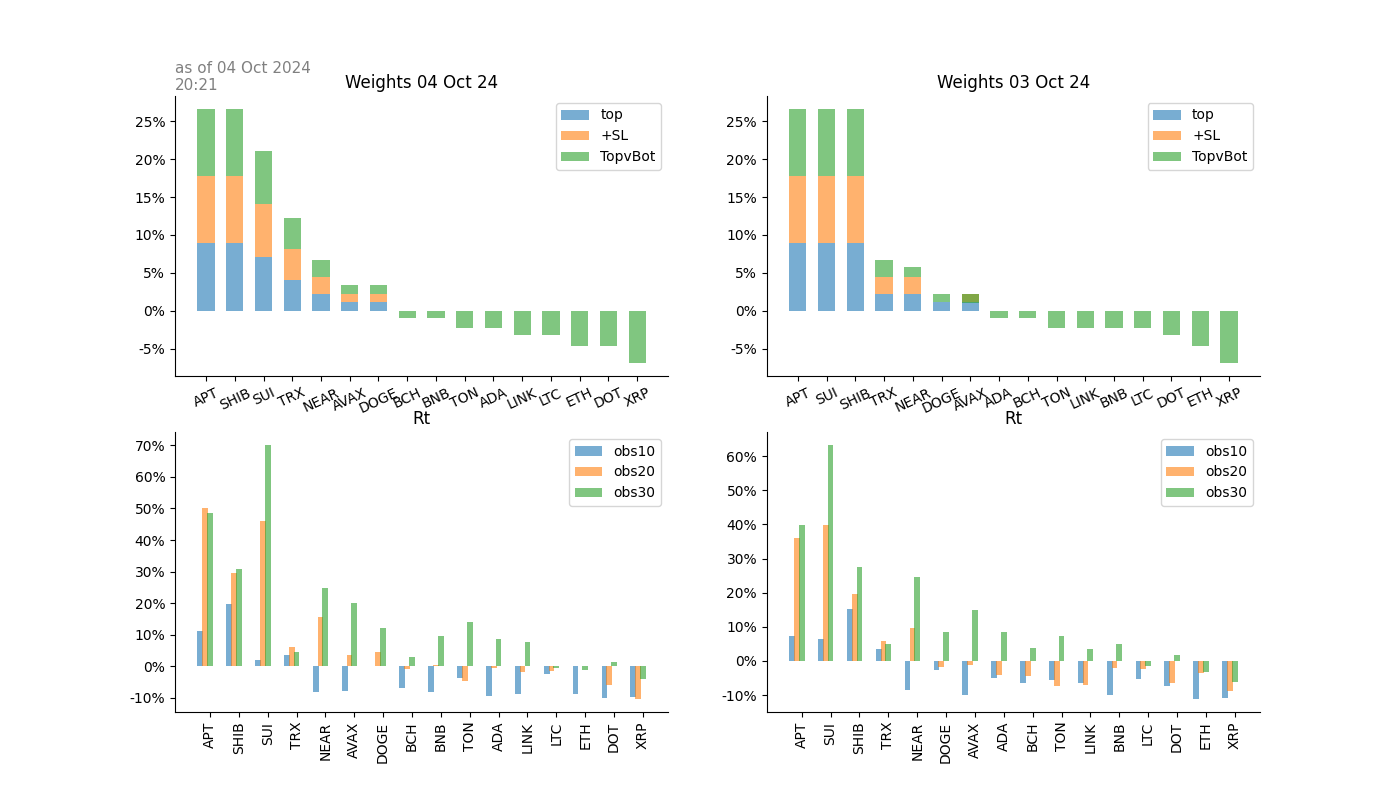 as of 04 Oct 2024
20:21
Weights 04 Oct 24
25%
20%
15%
10%
5%
0%
-5%
top
+SL
TopvBot
APT SHIB SUI TRX NEAR AVAX DOGE BCH BNB TON ADA LINK LTC ETH DOT XRP
Weights 03 Oct 24
25%
20%
15%
10%
5%
0%
-5%
top
+SL
TopvBot
APT SUI SHIB TRX NEAR DOGE AVAX ADA BCH TON LINK BNB LTC DOT ETH XRP
Rt
70%
60%
50%
40%
30%
20%
10%
0%
-10%
obs10
obs20
obs30
APT SHIB SUI TRX NEAR AVAX DOGE BCH BNB TON ADA LINK LTC ETH DOT XRP
Rt
60%
50%
40%
30%
20%
10%
0%
-10%
obs10
obs20
obs30
APT SUI SHIB TRX NEAR DOGE AVAX ADA BCH TON LINK BNB LTC DOT ETH XRP